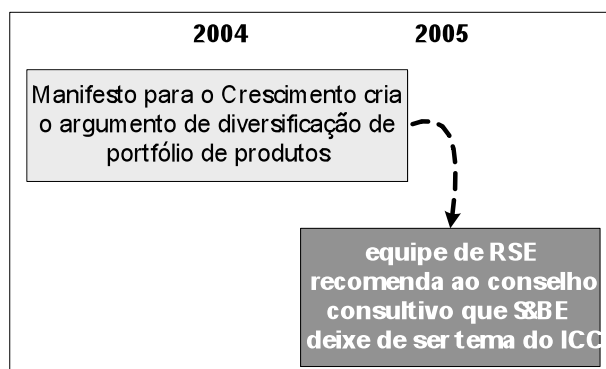 2004 2005
Manifesto para o Crescimento cria
o argumento de diversificação de
portfólio de produtos
equipe de RSE
recomenda ao conselho
consultivo que S&BE
deixe de ser tema do ICC